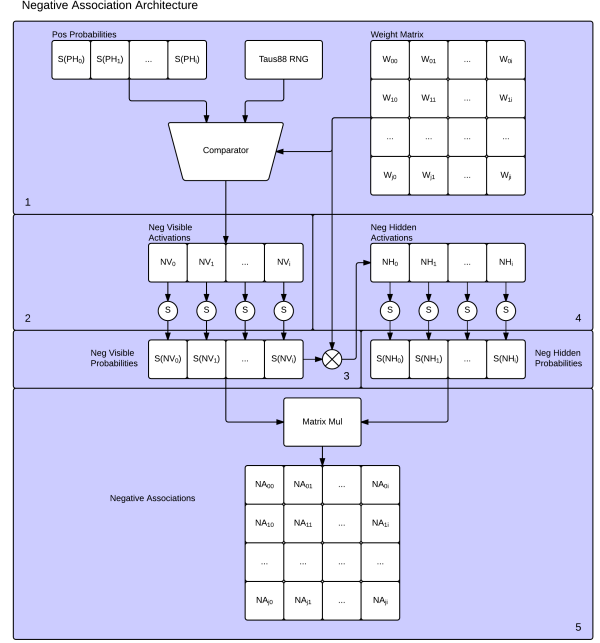 Negative Association Architecture
Pos Probabilities
S(PH₀) S(PH₁) ... S(PHᵢ)
Taus88 RNG
Weight Matrix
W₀₀ W₀₁ ... W₀ᵢ
W₁₀ W₁₁ ... W₁ᵢ
... ... ... ...
Wⱼ₀ Wⱼ₁ ... Wⱼᵢ
Comparator
1
Neg Visible
Activations
NV₀ NV₁ ... NVᵢ
S S S S
2
Neg Hidden
Activations
NH₀ NH₁ ... NHᵢ
S S S S
4
Neg Visible
Probabilities
S(NV₀) S(NV₁) ... S(NVᵢ)
3
S(NH₀) S(NH₁) ... S(NHᵢ)
Neg Hidden
Probabilities
Matrix Mul
Negative Associations
NA₀₀ NA₀₁ ... NA₀ᵢ
NA₁₀ NA₁₁ ... NA₁ᵢ
... ... ... ...
NAⱼ₀ NAⱼ₁ ... NAⱼᵢ
5